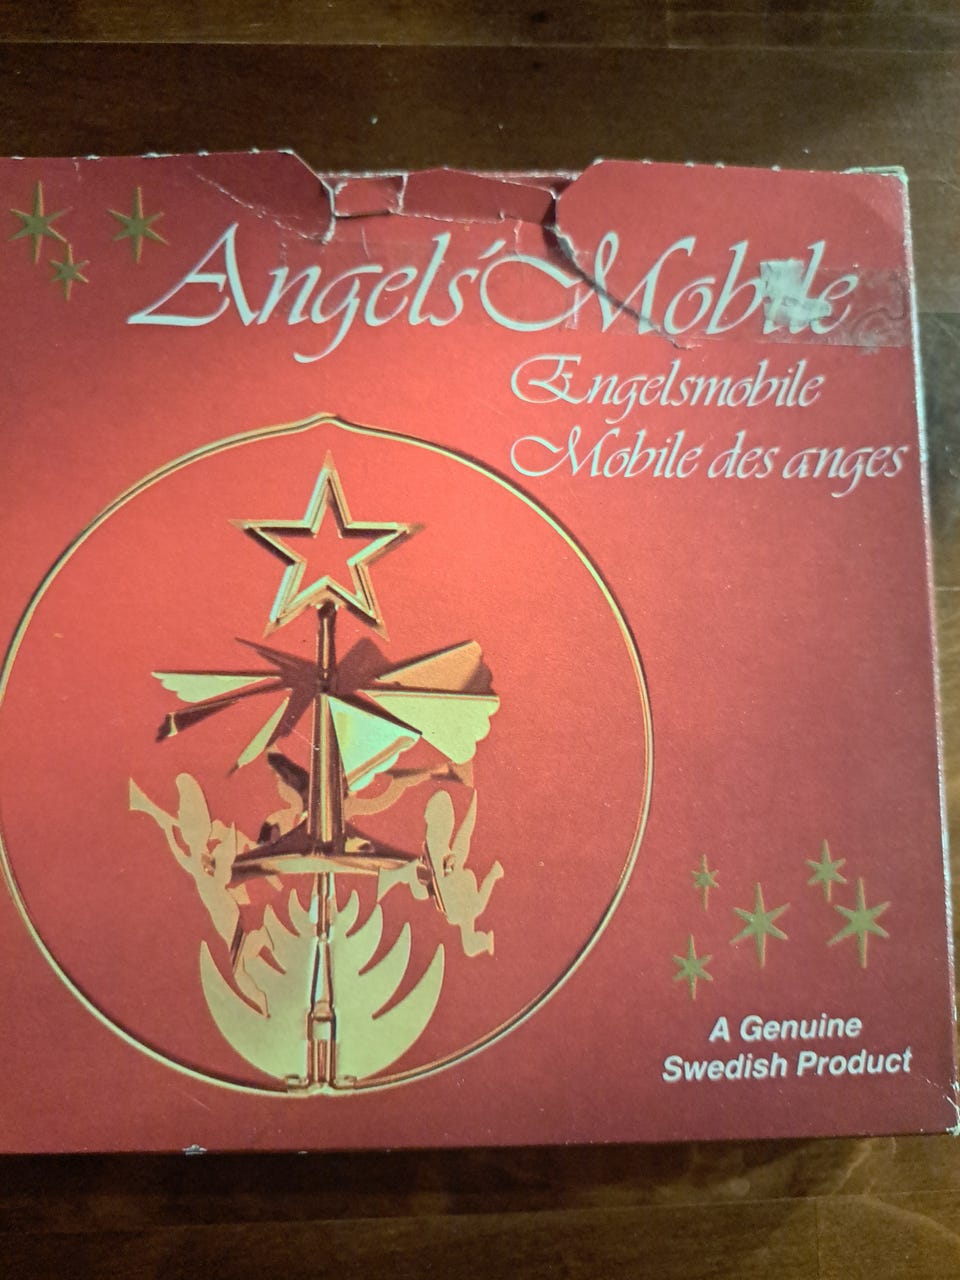 Angels' Mobile
Engelsmobile
Mobile des anges
A Genuine
Swedish Product